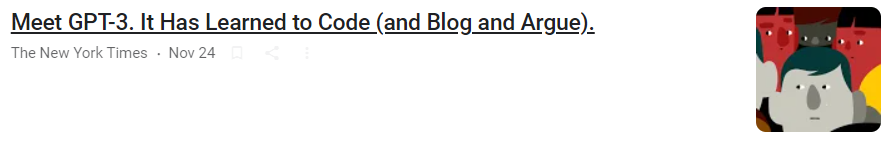 Meet GPT-3. It Has Learned to Code (and Blog and Argue).
The New York Times · Nov 24